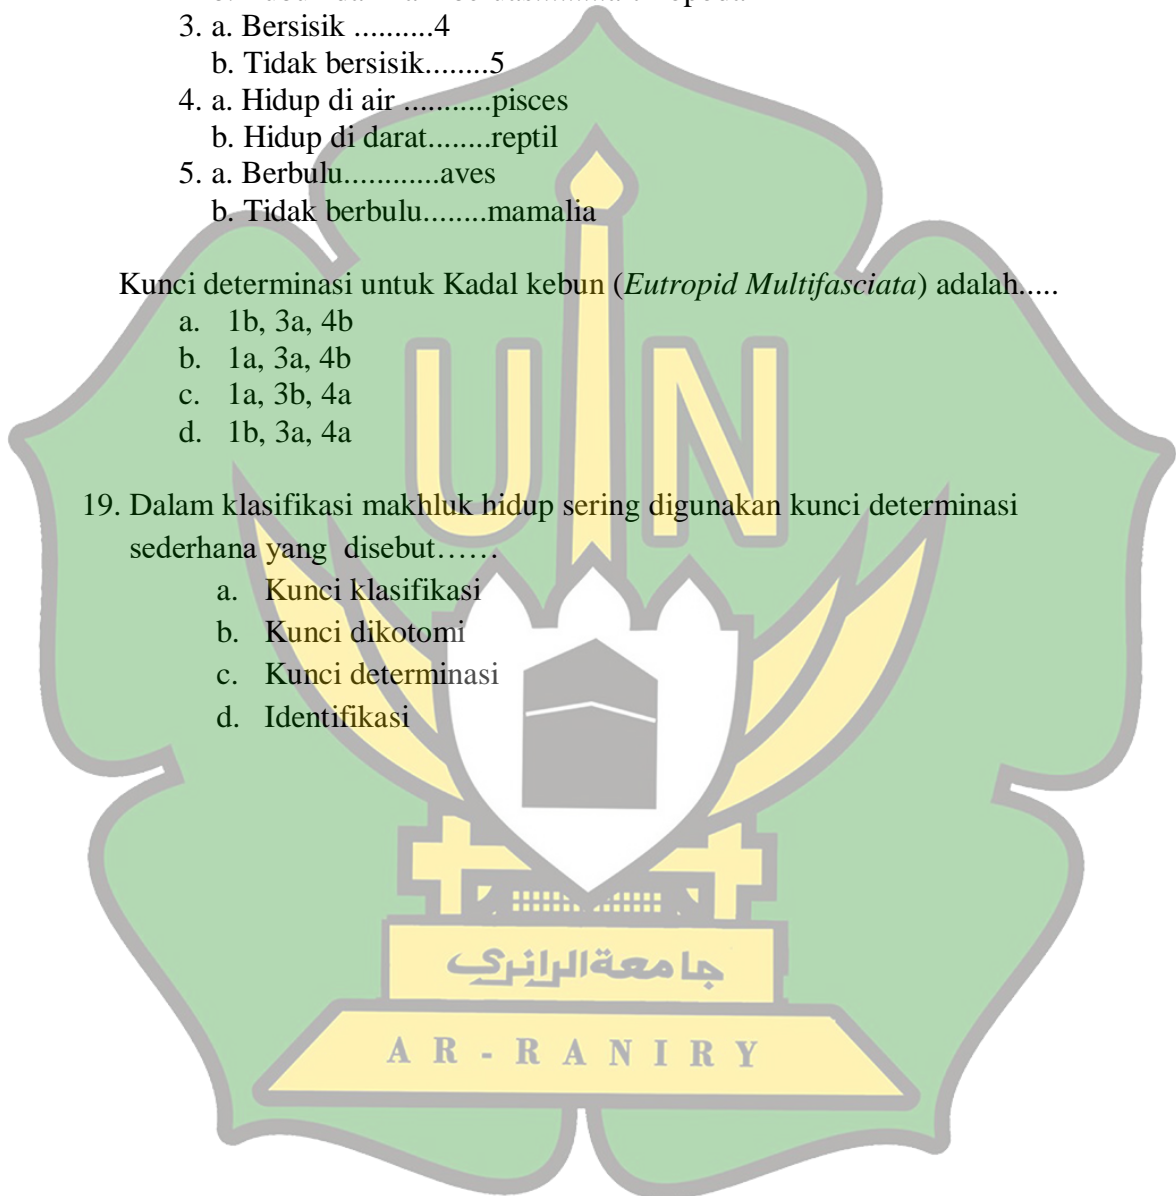 3. a. Bersisik ..........4
b. Tidak bersisik........5
4. a. Hidup di air ...........pisces
b. Hidup di darat........reptil
5. a. Berbulu............aves
b. Tidak berbulu........mamalia
Kunci determinasi untuk Kadal kebun (Eutropid Multifasciata) adalah.....
a. 1b, 3a, 4b
b. 1a, 3a, 4b
c. 1a, 3b, 4a
d. 1b, 3a, 4a
19. Dalam klasifikasi makhluk hidup sering digunakan kunci determinasi
sederhana yang disebut……
a. Kunci klasifikasi
b. Kunci dikotomi
c. Kunci determinasi
d. Identifikasi
UIN
جامعة الرانري
AR-RANIRY